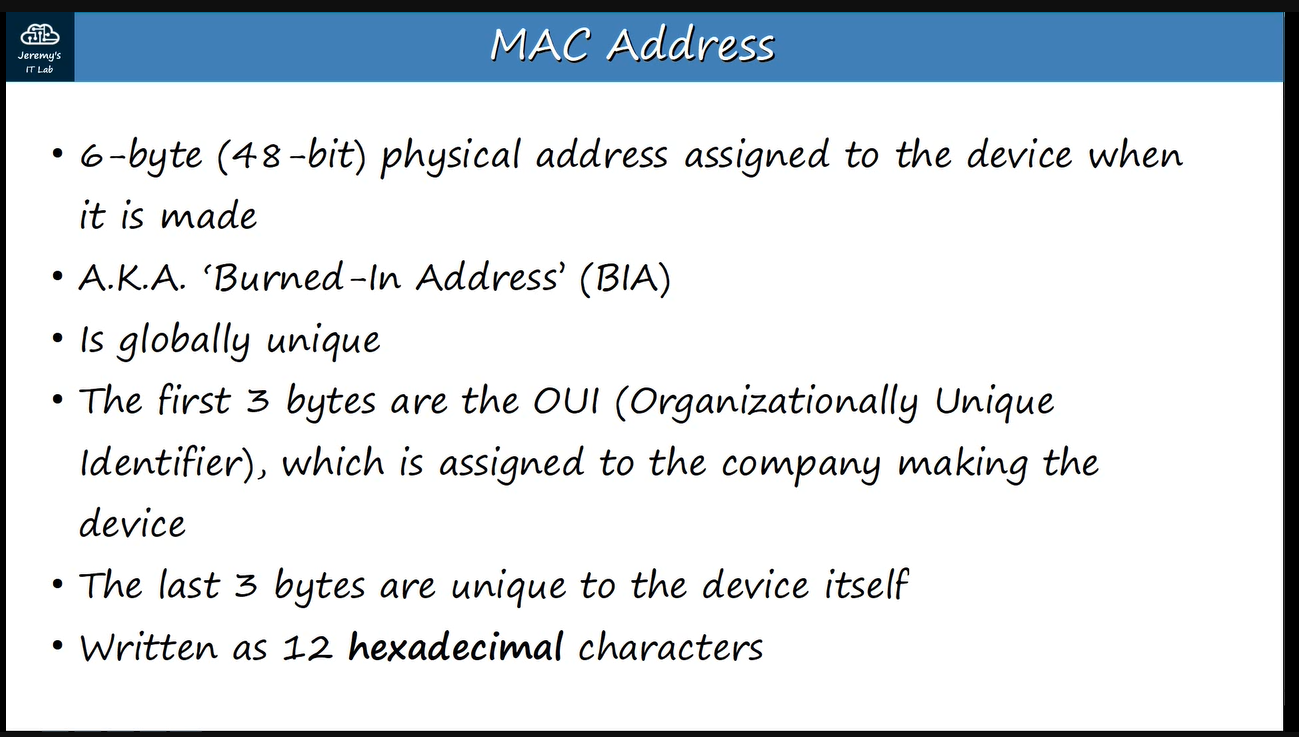 Jeremy's
IT Lab
MAC Address
• 6-byte (48-bit) physical address assigned to the device when
it is made
• A.K.A. ‘Burned-In Address’ (BIA)
• Is globally unique
• The first 3 bytes are the OUI (Organizationally Unique
Identifier), which is assigned to the company making the
device
• The last 3 bytes are unique to the device itself
• Written as 12 hexadecimal characters